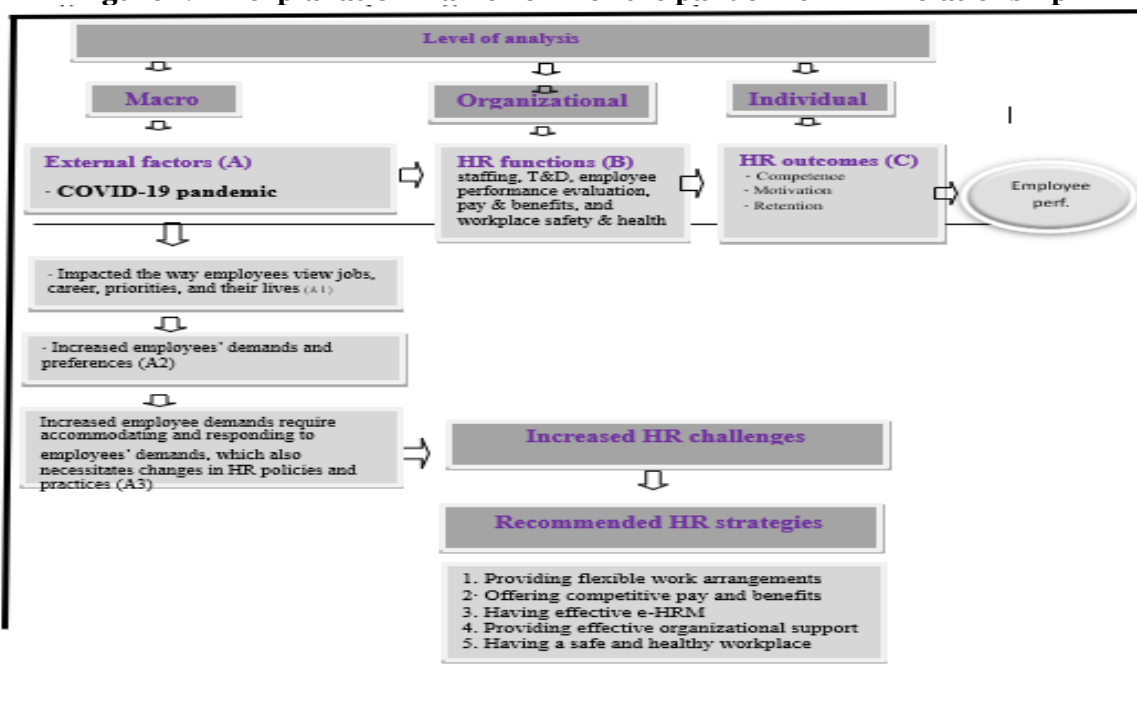 Level of analysis
Macro
Organizational
Individual
External factors (A)
- COVID-19 pandemic
HR functions (B)
staffing, T&D, employee
performance evaluation,
pay & benefits, and
workplace safety & health
HR outcomes (C)
- Competence
- Motivation
- Retention
Employee
perf.
- Impacted the way employees view jobs,
career, priorities, and their lives (A1)
- Increased employees' demands and
preferences (A2)
Increased employee demands require
accommodating and responding to
employees' demands, which also
necessitates changes in HR policies and
practices (A3)
Increased HR challenges
Recommended HR strategies
1. Providing flexible work arrangements
2· Offering competitive pay and benefits
3. Having effective e-HRM
4. Providing effective organizational support
5. Having a safe and healthy workplace